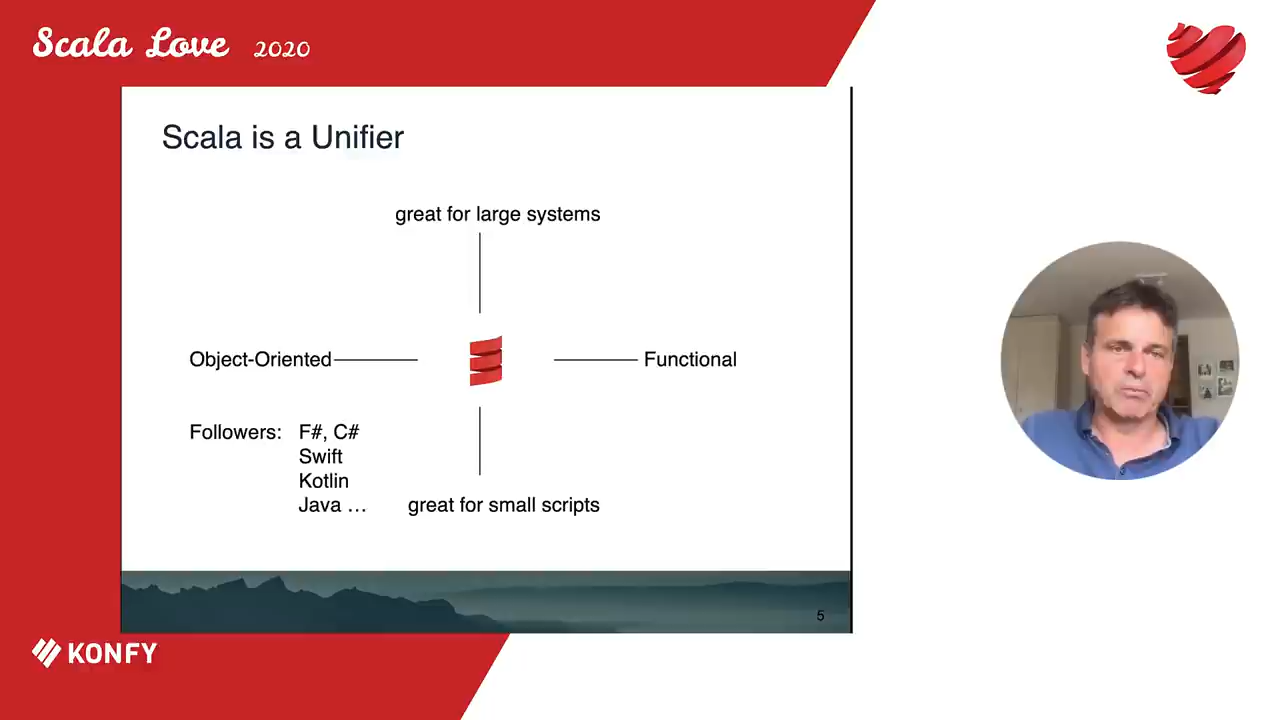 Scala Love 2020
Scala is a Unifier
great for large systems
Object-Oriented
Functional
Followers: F#, C#
Swift
Kotlin
Java …
great for small scripts
5
KONFY